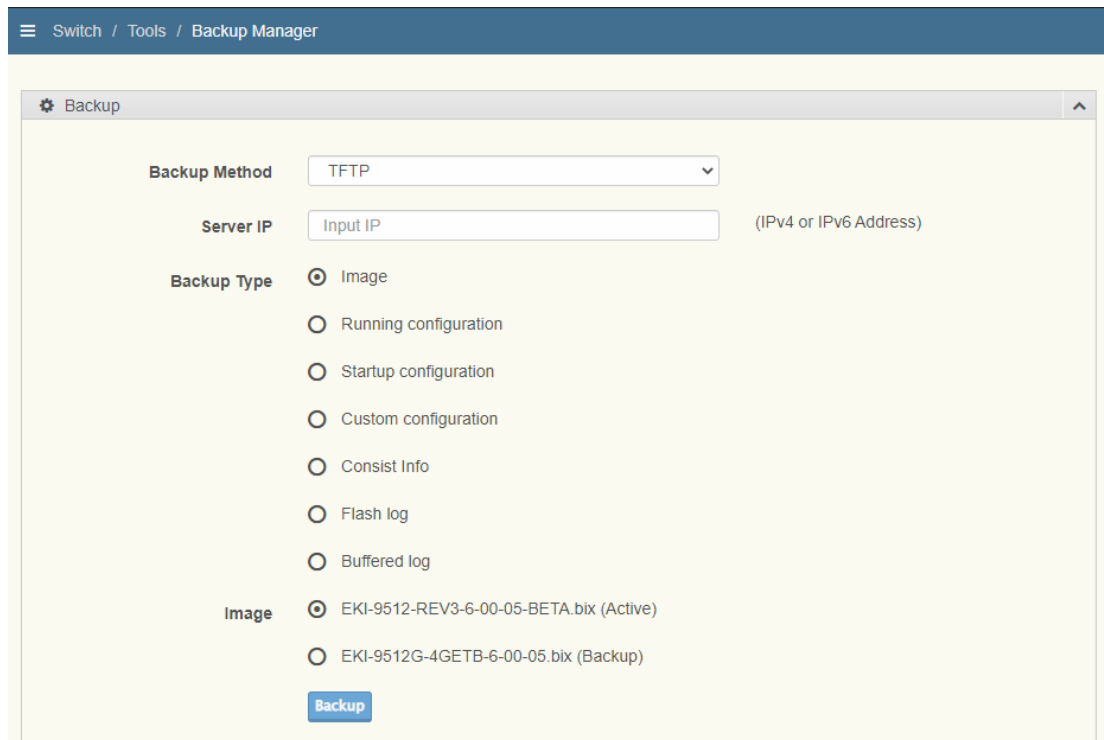 Switch / Tools / Backup Manager
Backup
Backup Method TFTP
Server IP Input IP (IPv4 or IPv6 Address)
Backup Type Image
Running configuration
Startup configuration
Custom configuration
Consist Info
Flash log
Buffered log
Image EKI-9512-REV3-6-00-05-BETA.bix (Active)
EKI-9512G-4GETB-6-00-05.bix (Backup)
Backup